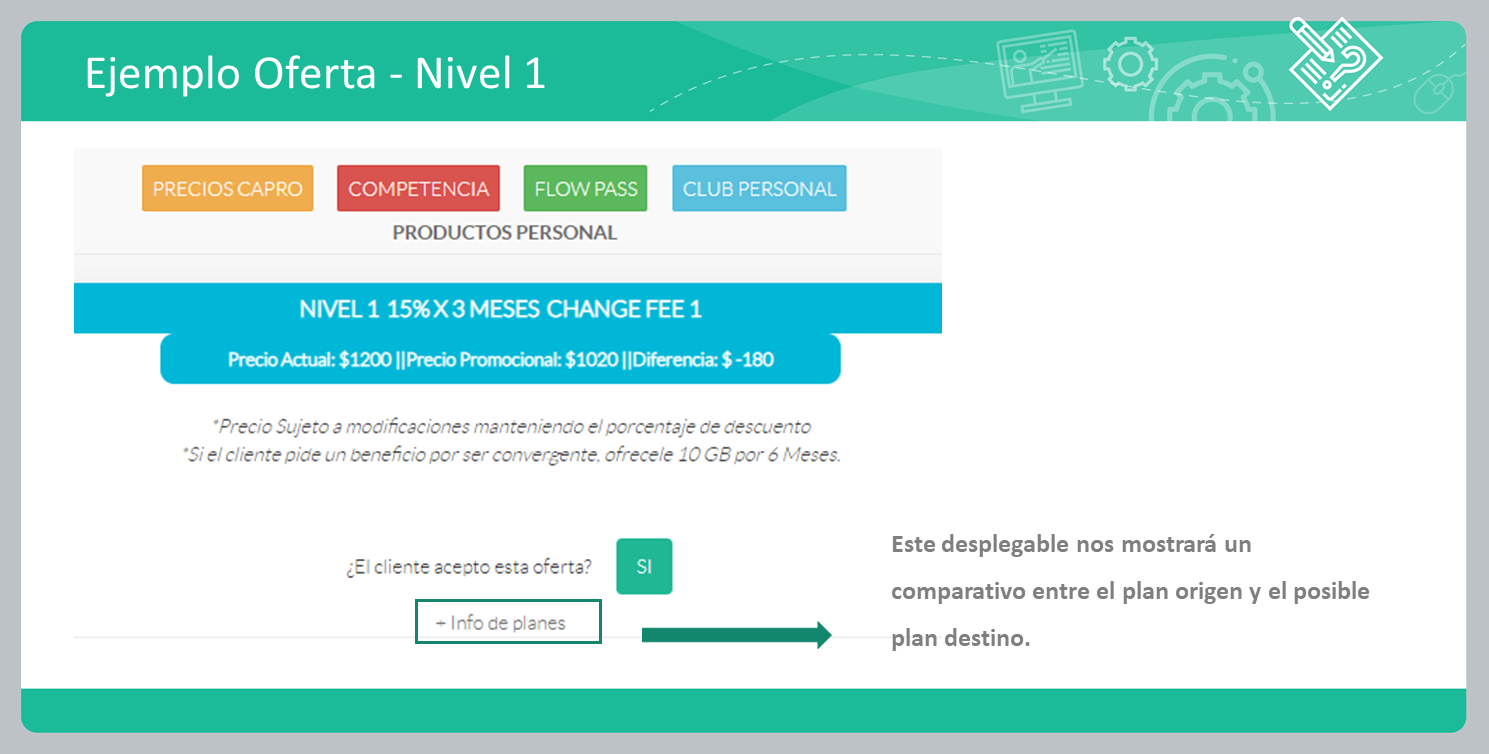 Ejemplo Oferta - Nivel 1
PRECIOS CAPRO COMPETENCIA FLOW PASS CLUB PERSONAL
PRODUCTOS PERSONAL
NIVEL 1 15% X 3 MESES CHANGE FEE 1
Precio Actual: $1200 ||Precio Promocional: $1020 ||Diferencia: $ -180
*Precio Sujeto a modificaciones manteniendo el porcentaje de descuento
*Si el cliente pide un beneficio por ser convergente, ofrecele 10 GB por 6 Meses.
¿El cliente acepto esta oferta? SI
+ Info de planes
Este desplegable nos mostrará un
comparativo entre el plan origen y el posible
plan destino.